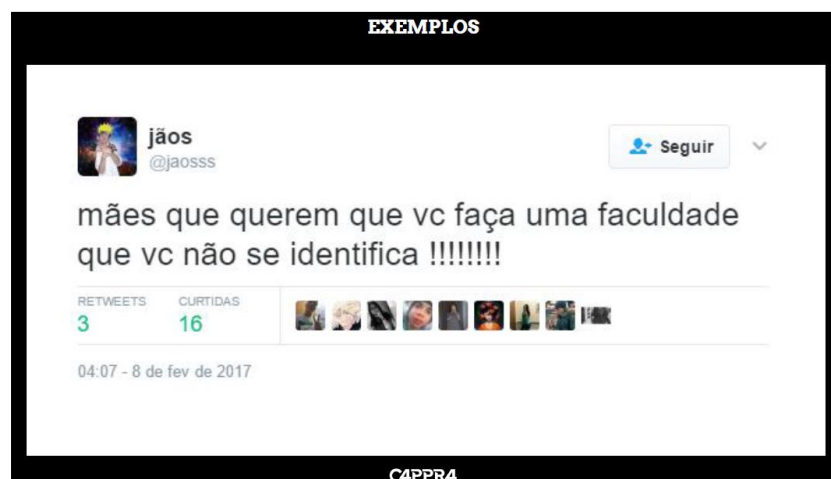 EXEMPLOS
jãos
@jaosss
Seguir
mães que querem que vc faça uma faculdade
que vc não se identifica !!!!!!!!
RETWEETS CURTIDAS
3 16
04:07 - 8 de fev de 2017
C4PPR4